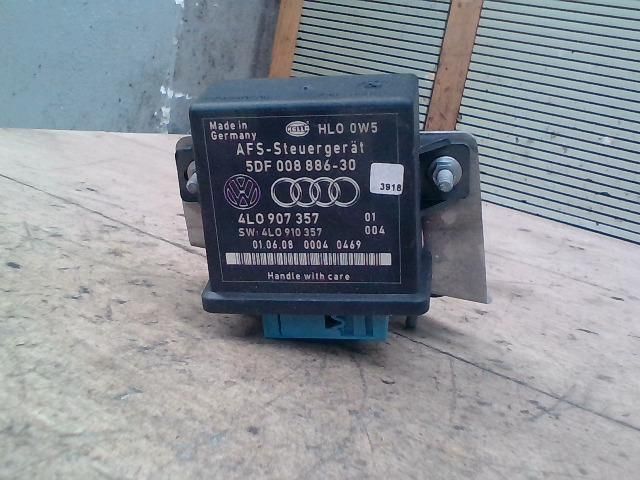 Made in
Germany
HELLA
HLO 0W5
AFS-Steuergerät
5DF 008 886-30
3918
4L0 907 357 01
SW: 4L0 910 357 004
01.06.08 0004 0469
Handle with care